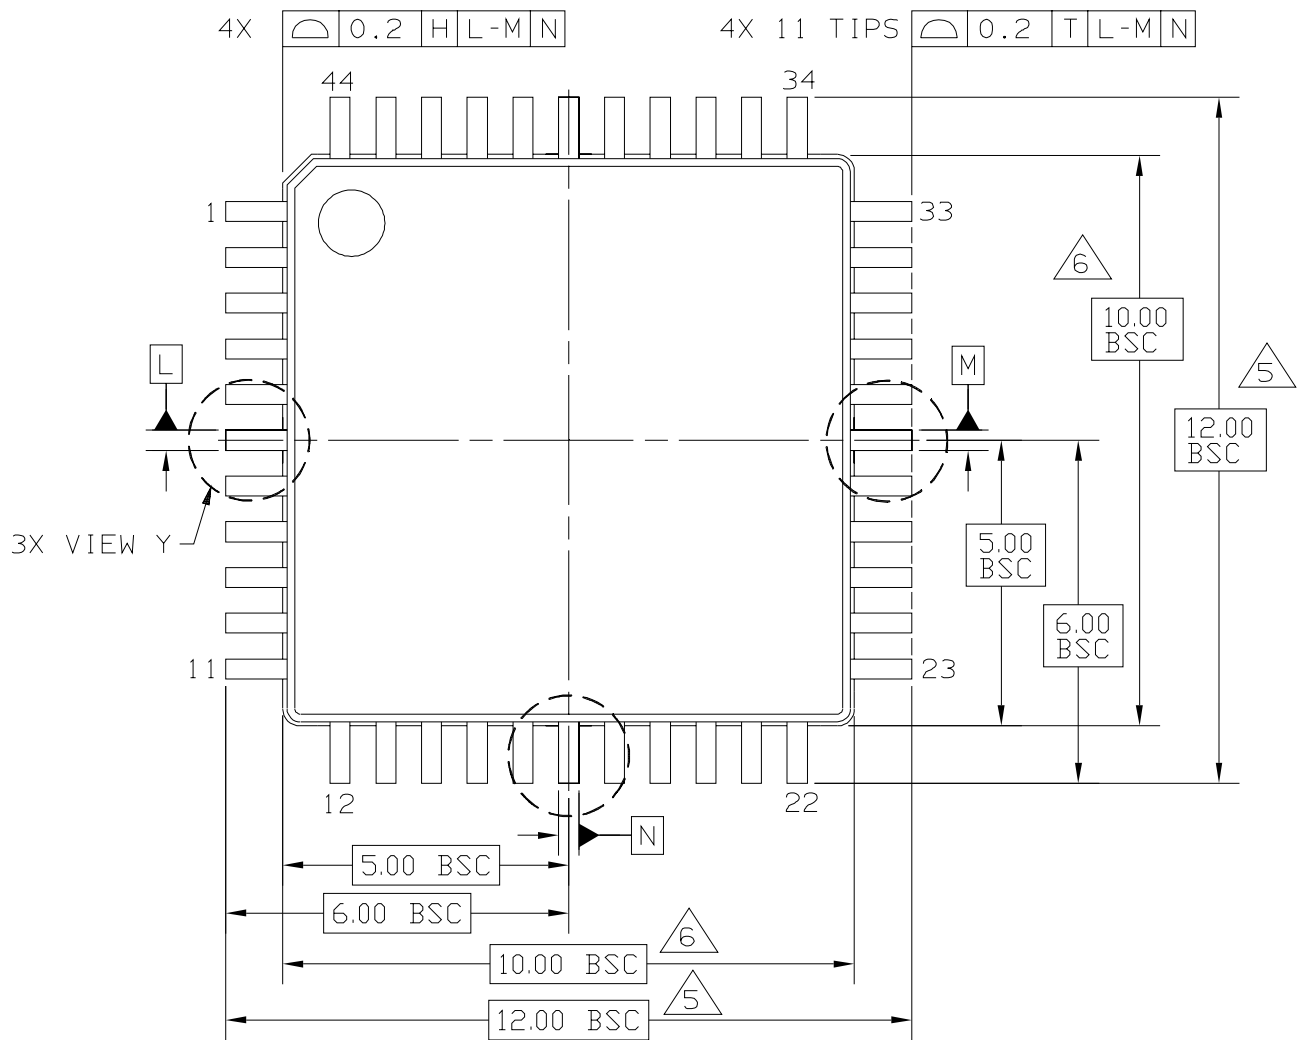 4X 0.2 H L-M N
4X 11 TIPS 0.2 T L-M N
44
34
1
33
6
10.00
BSC
5
L
M
12.00
BSC
3X VIEW Y
5.00
BSC
6.00
BSC
11
23
12
22
N
5.00 BSC
6.00 BSC
6
10.00 BSC
5
12.00 BSC